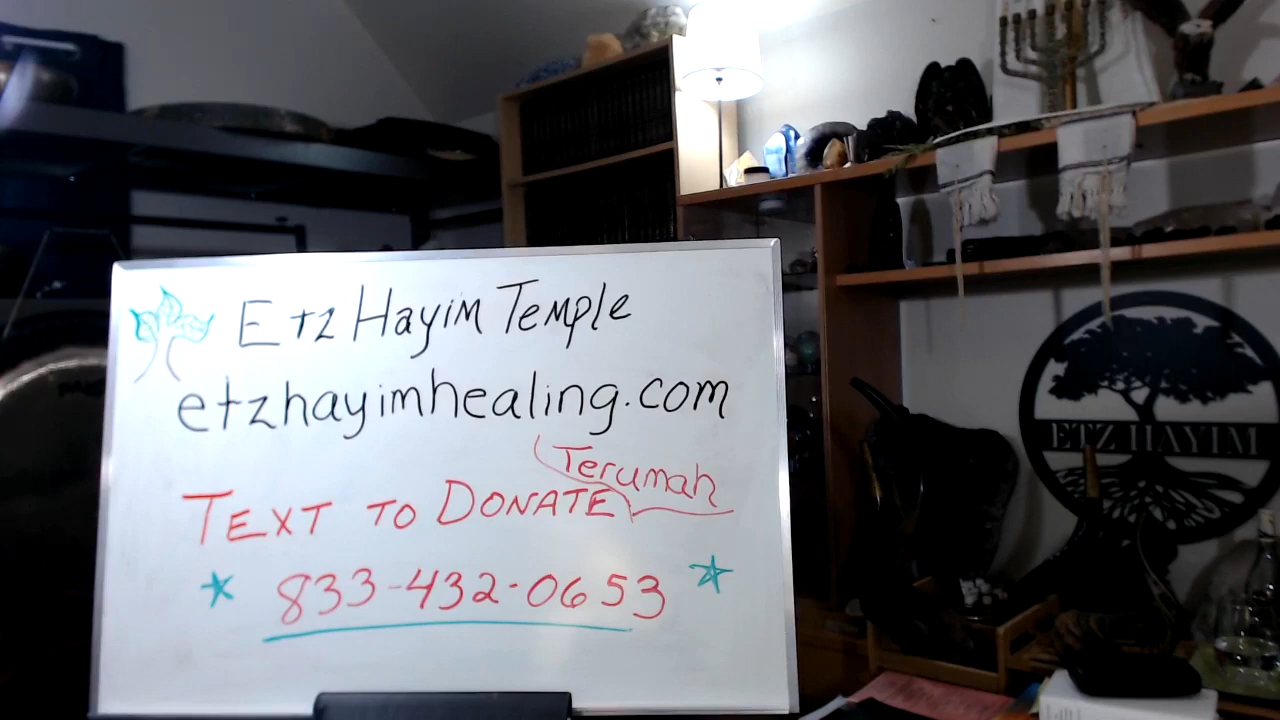 Etz Hayim Temple
etzhayimhealing.com
Terumah
TEXT TO DONATE
833-432-0653
ETZ HAYIM